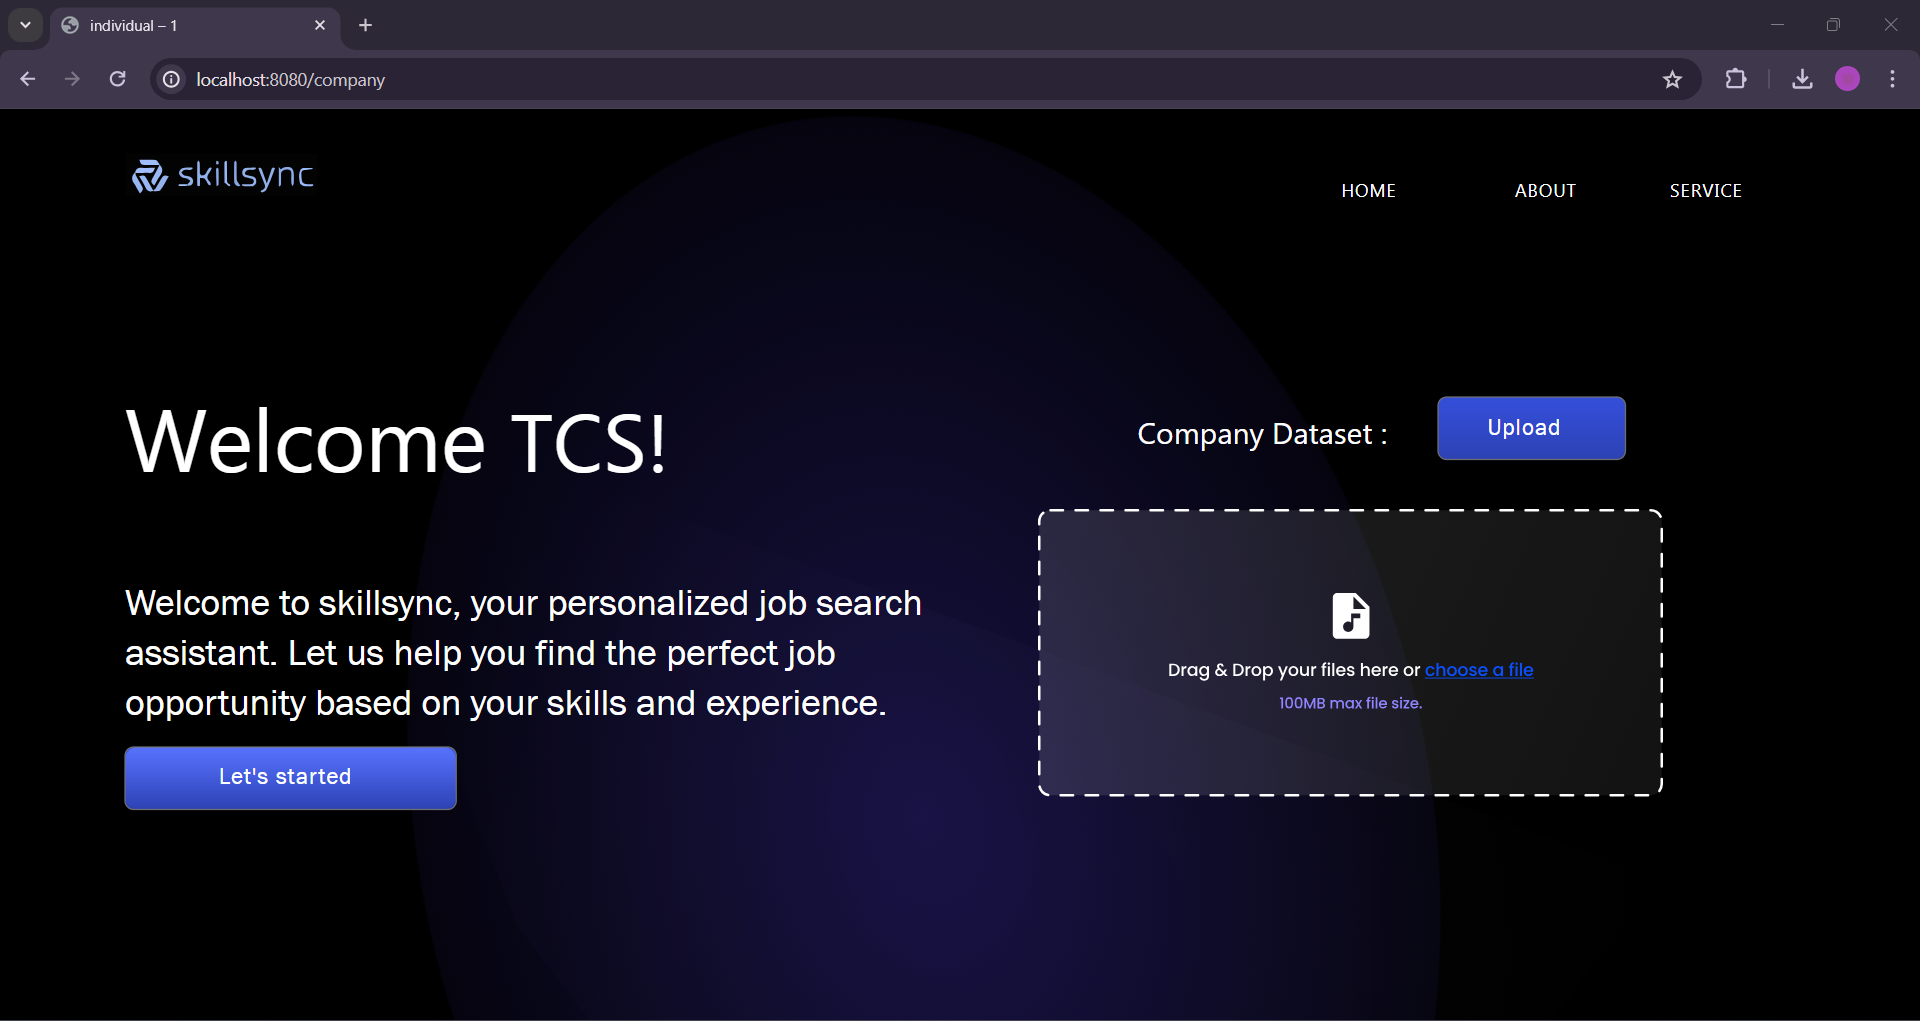 individual – 1
localhost:8080/company
skillsync
HOME
ABOUT
SERVICE
Welcome TCS!
Welcome to skillsync, your personalized job search
assistant. Let us help you find the perfect job
opportunity based on your skills and experience.
Let's started
Company Dataset :
Upload
Drag & Drop your files here or choose a file
100MB max file size.